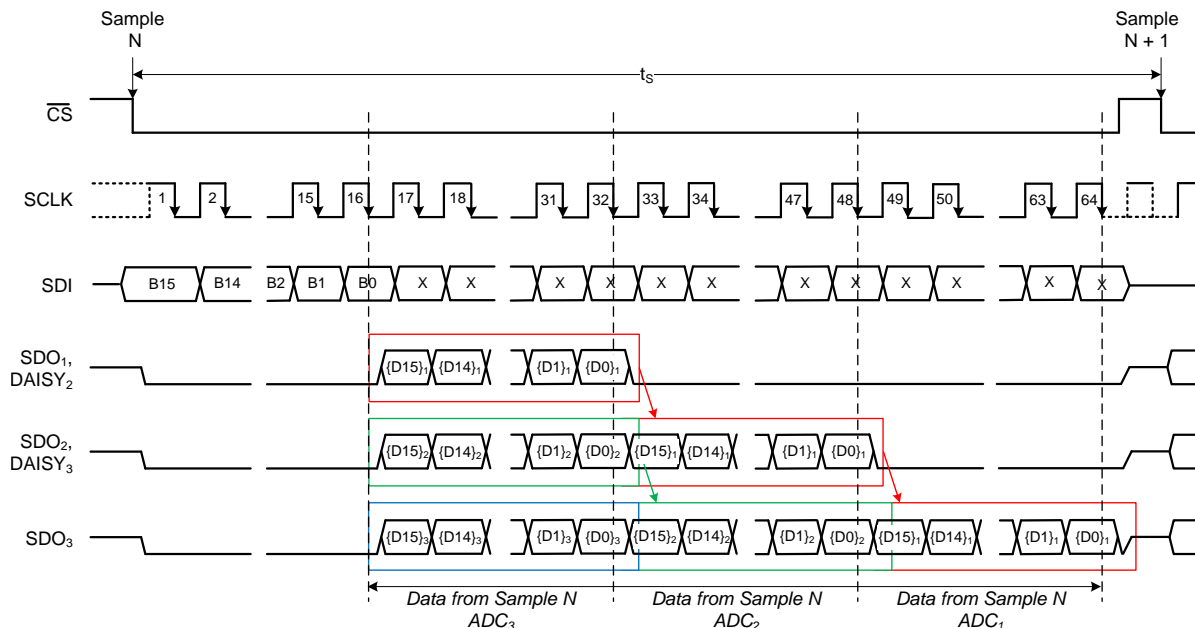 Sample Sample
N N + 1
tS
CS
SCLK 1 2 15 16 17 18 31 32 33 34 47 48 49 50 63 64
SDI B15 B14 B2 B1 B0 X X X X X X X X X X X X
SDO1, {D15}1 {D14}1 {D1}1 {D0}1
DAISY2
SDO2, {D15}2 {D14}2 {D1}2 {D0}2 {D15}1 {D14}1 {D1}1 {D0}1
DAISY3
SDO3 {D15}3 {D14}3 {D1}3 {D0}3 {D15}2 {D14}2 {D1}2 {D0}2 {D15}1 {D14}1 {D1}1 {D0}1
Data from Sample N Data from Sample N Data from Sample N
ADC3 ADC2 ADC1